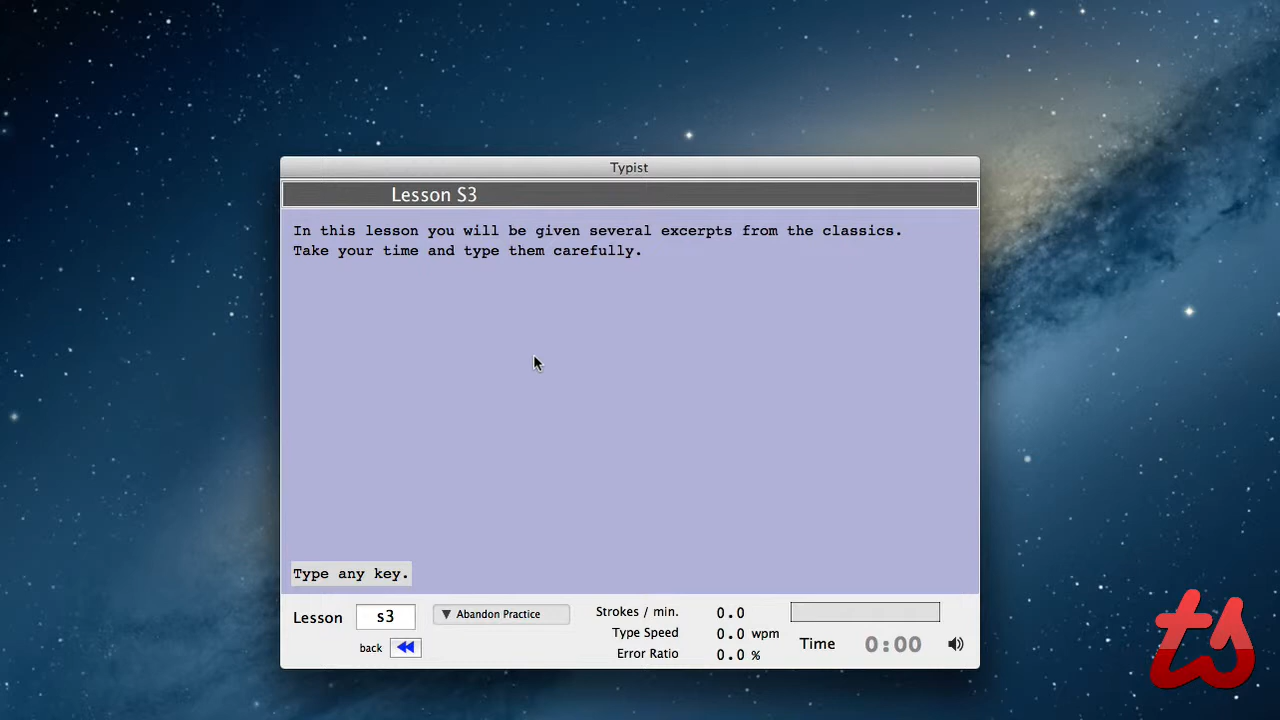 Typist
Lesson S3
In this lesson you will be given several excerpts from the classics.
Take your time and type them carefully.
Type any key.
Lesson s3 ▼ Abandon Practice
back
Strokes / min. 0.0
Type Speed 0.0 wpm
Error Ratio 0.0 %
Time 0:00
ts